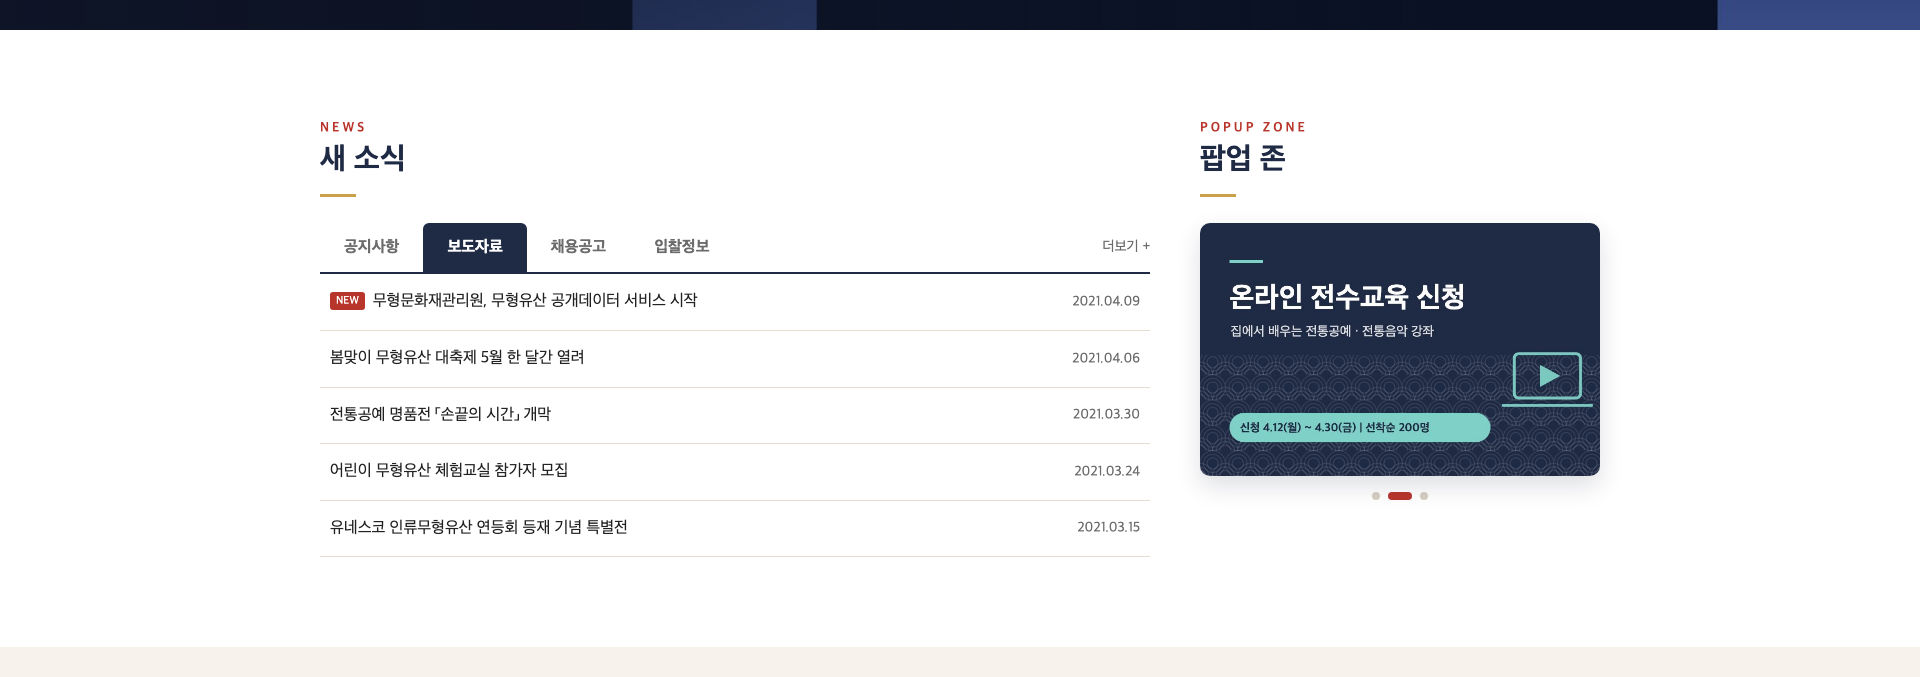 NEWS
새 소식
공지사항 보도자료 채용공고 입찰정보 더보기 +
NEW 무형문화재관리원, 무형유산 공개데이터 서비스 시작 2021.04.09
봄맞이 무형유산 대축제 5월 한 달간 열려 2021.04.06
전통공예 명품전 「손끝의 시간」 개막 2021.03.30
어린이 무형유산 체험교실 참가자 모집 2021.03.24
유네스코 인류무형유산 연등회 등재 기념 특별전 2021.03.15
POPUP ZONE
팝업 존
온라인 전수교육 신청
집에서 배우는 전통공예 · 전통음악 강좌
신청 4.12(월) ~ 4.30(금) | 선착순 200명